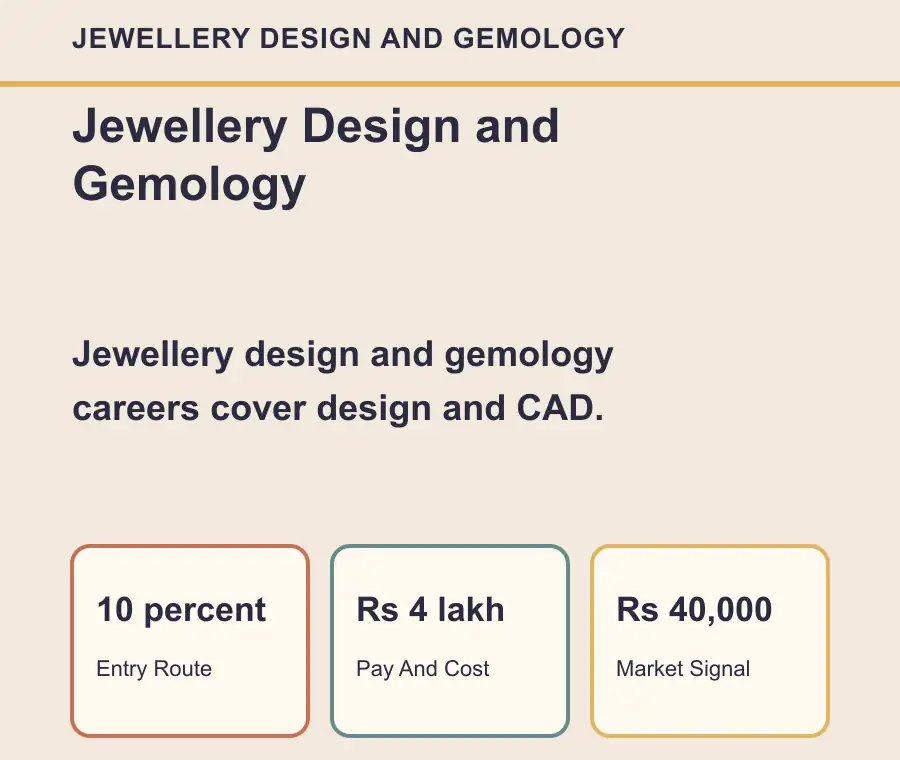 JEWELLERY DESIGN AND GEMOLOGY
Jewellery Design and
Gemology
Jewellery design and gemology
careers cover design and CAD.
10 percent
Entry Route
Rs 4 lakh
Pay And Cost
Rs 40,000
Market Signal